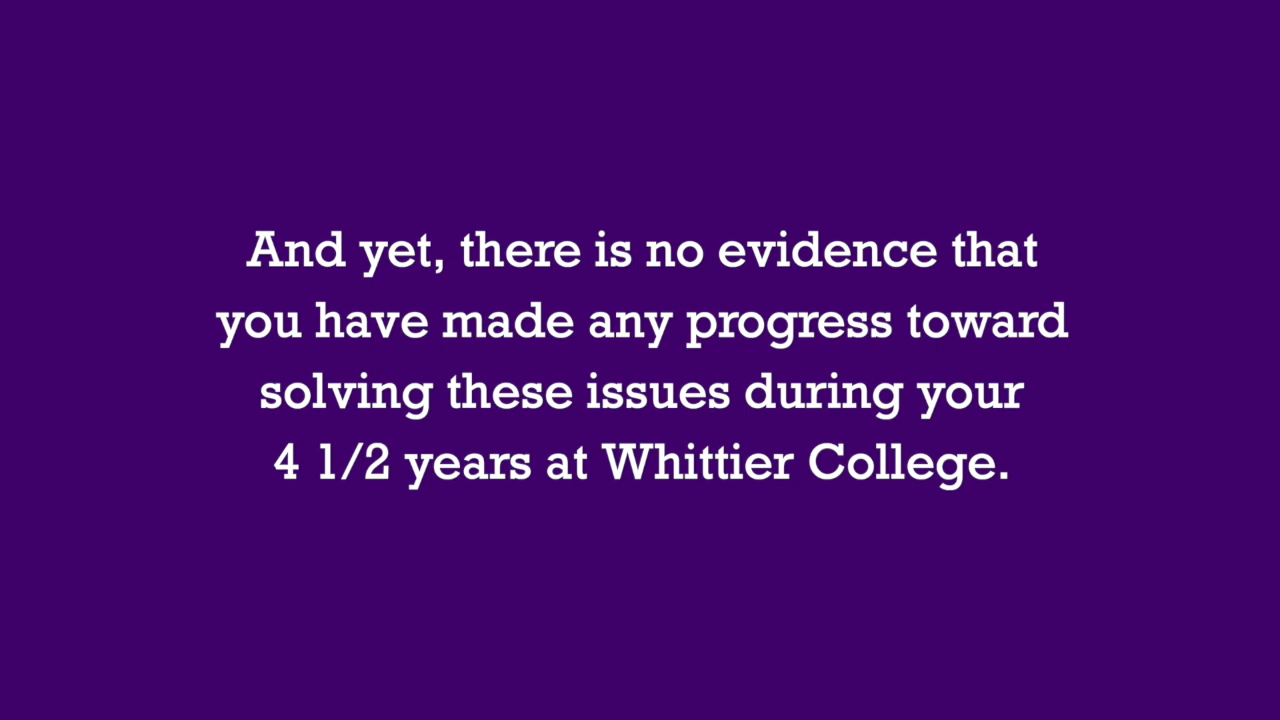 And yet, there is no evidence that
you have made any progress toward
solving these issues during your
4 1/2 years at Whittier College.